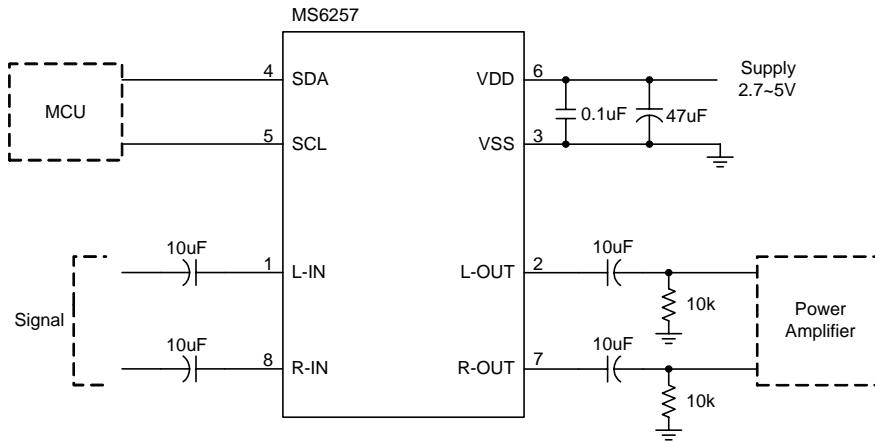 MS6257
MCU
4
SDA
5
SCL
VDD
6
VSS
3
0.1uF
47uF
Supply
2.7~5V
Signal
10uF
1
L-IN
10uF
8
R-IN
L-OUT
2
10uF
10k
R-OUT
7
10uF
10k
Power
Amplifier